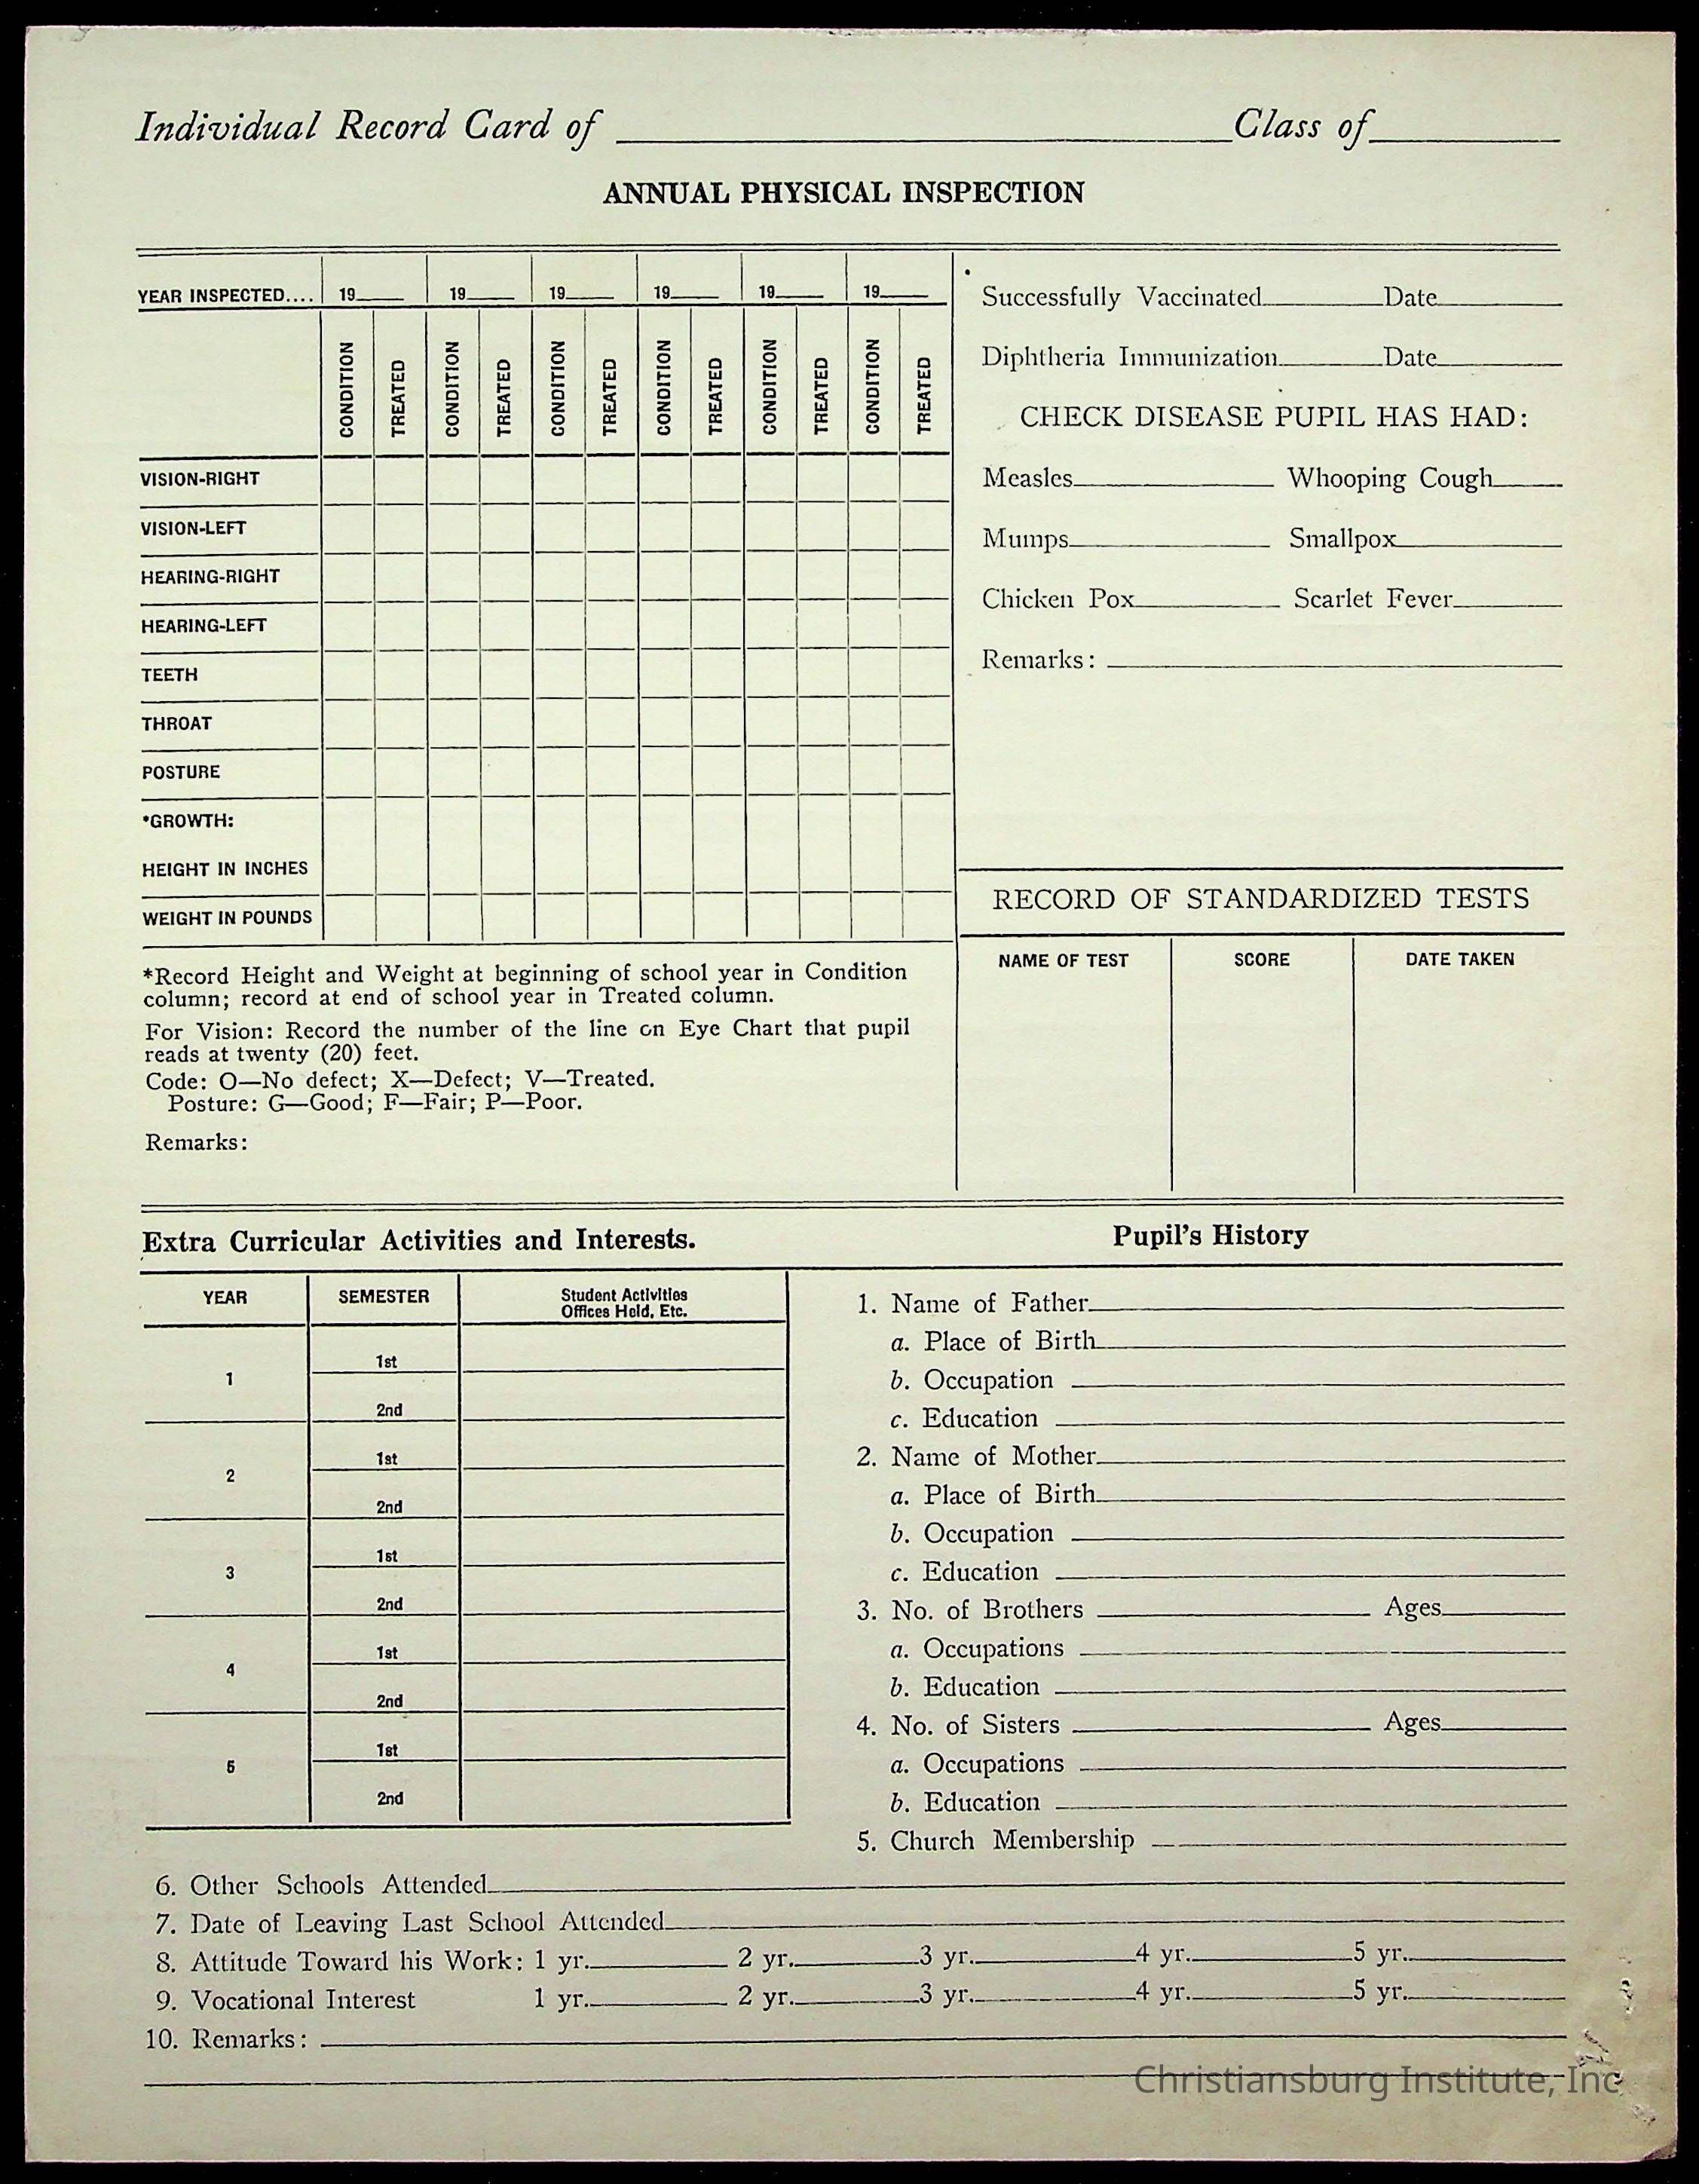 Individual Record Card of Class of
ANNUAL PHYSICAL INSPECTION
YEAR INSPECTED.... 19 19 19 19 19 19
CONDITION TREATED CONDITION TREATED CONDITION TREATED CONDITION TREATED CONDITION TREATED CONDITION TREATED
VISION-RIGHT
VISION-LEFT
HEARING-RIGHT
HEARING-LEFT
TEETH
THROAT
POSTURE
*GROWTH:
HEIGHT IN INCHES
WEIGHT IN POUNDS
*Record Height and Weight at beginning of school year in Condition
column; record at end of school year in Treated column.
For Vision: Record the number of the line on Eye Chart that pupil
reads at twenty (20) feet.
Code: O—No defect; X—Defect; V—Treated.
Posture: G—Good; F—Fair; P—Poor.
Remarks:
Successfully Vaccinated Date
Diphtheria Immunization Date
CHECK DISEASE PUPIL HAS HAD:
Measles Whooping Cough
Mumps Smallpox
Chicken Pox Scarlet Fever
Remarks:
RECORD OF STANDARDIZED TESTS
NAME OF TEST SCORE DATE TAKEN
Extra Curricular Activities and Interests.
YEAR SEMESTER Student Activities
Offices Held, Etc.
1 1st
2nd
2 1st
2nd
3 1st
2nd
4 1st
2nd
5 1st
2nd
Pupil's History
1. Name of Father
a. Place of Birth
b. Occupation
c. Education
2. Name of Mother
a. Place of Birth
b. Occupation
c. Education
3. No. of Brothers Ages
a. Occupations
b. Education
4. No. of Sisters Ages
a. Occupations
b. Education
5. Church Membership
6. Other Schools Attended
7. Date of Leaving Last School Attended
8. Attitude Toward his Work: 1 yr. 2 yr. 3 yr. 4 yr. 5 yr.
9. Vocational Interest 1 yr. 2 yr. 3 yr. 4 yr. 5 yr.
10. Remarks:
Christiansburg Institute, Inc